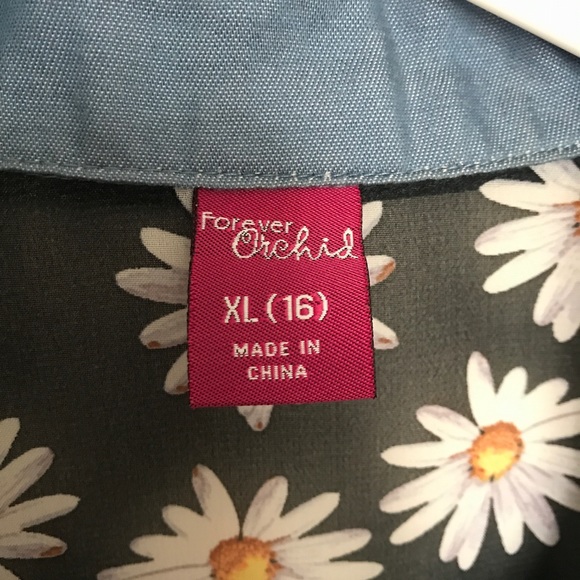 Forever
Orchid
XL (16)
MADE IN
CHINA